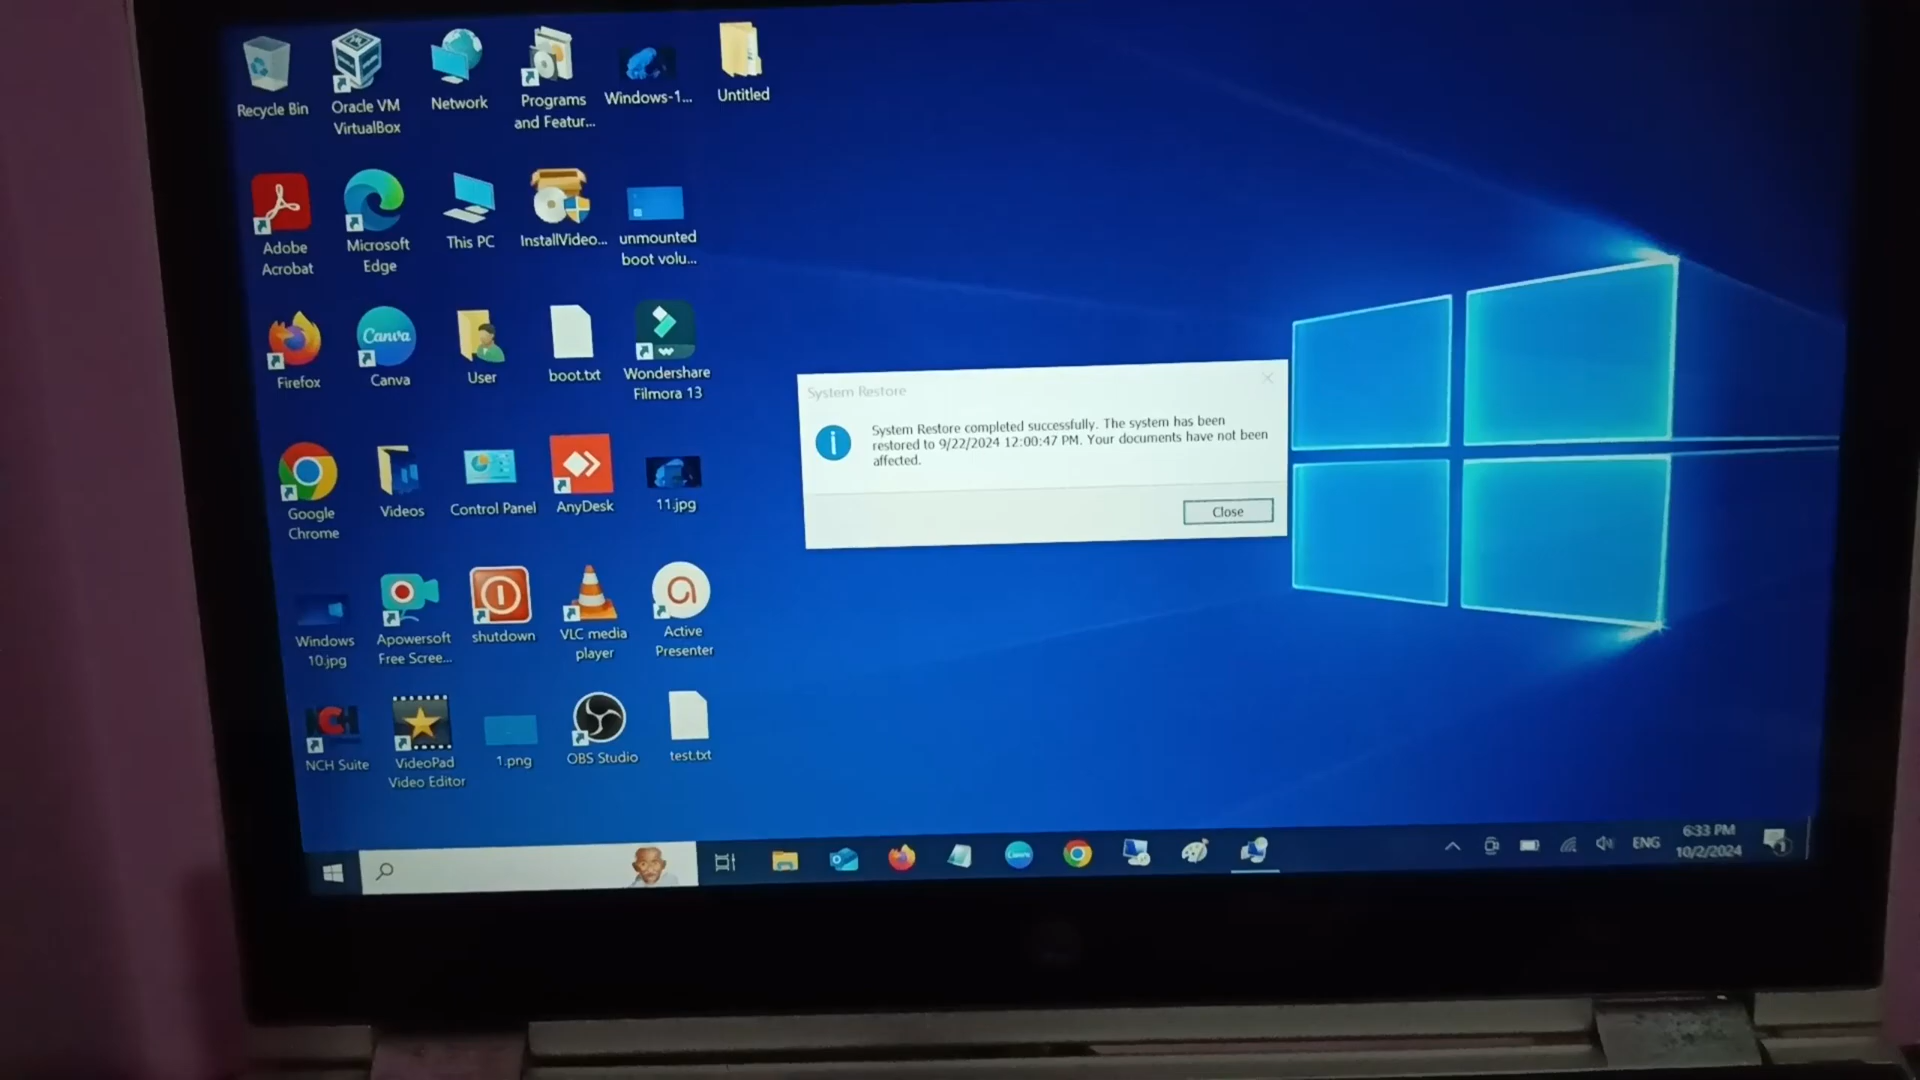 Recycle Bin
Oracle VM
VirtualBox
Network
Programs
and Featur...
Windows-1...
Untitled
Adobe
Acrobat
Microsoft
Edge
This PC
InstallVideo...
unmounted
boot volu...
Firefox
Canva
Canva
User
boot.txt
Wondershare
Filmora 13
System Restore
System Restore completed successfully. The system has been
restored to 9/22/2024 12:00:47 PM. Your documents have not been
affected.
Close
Google
Chrome
Videos
Control Panel
AnyDesk
11.jpg
Windows
10.jpg
Apowersoft
Free Scree...
shutdown
VLC media
player
Active
Presenter
NCH
NCH Suite
VideoPad
Video Editor
1.png
OBS Studio
test.txt
ENG
6:33 PM
10/2/2024
1